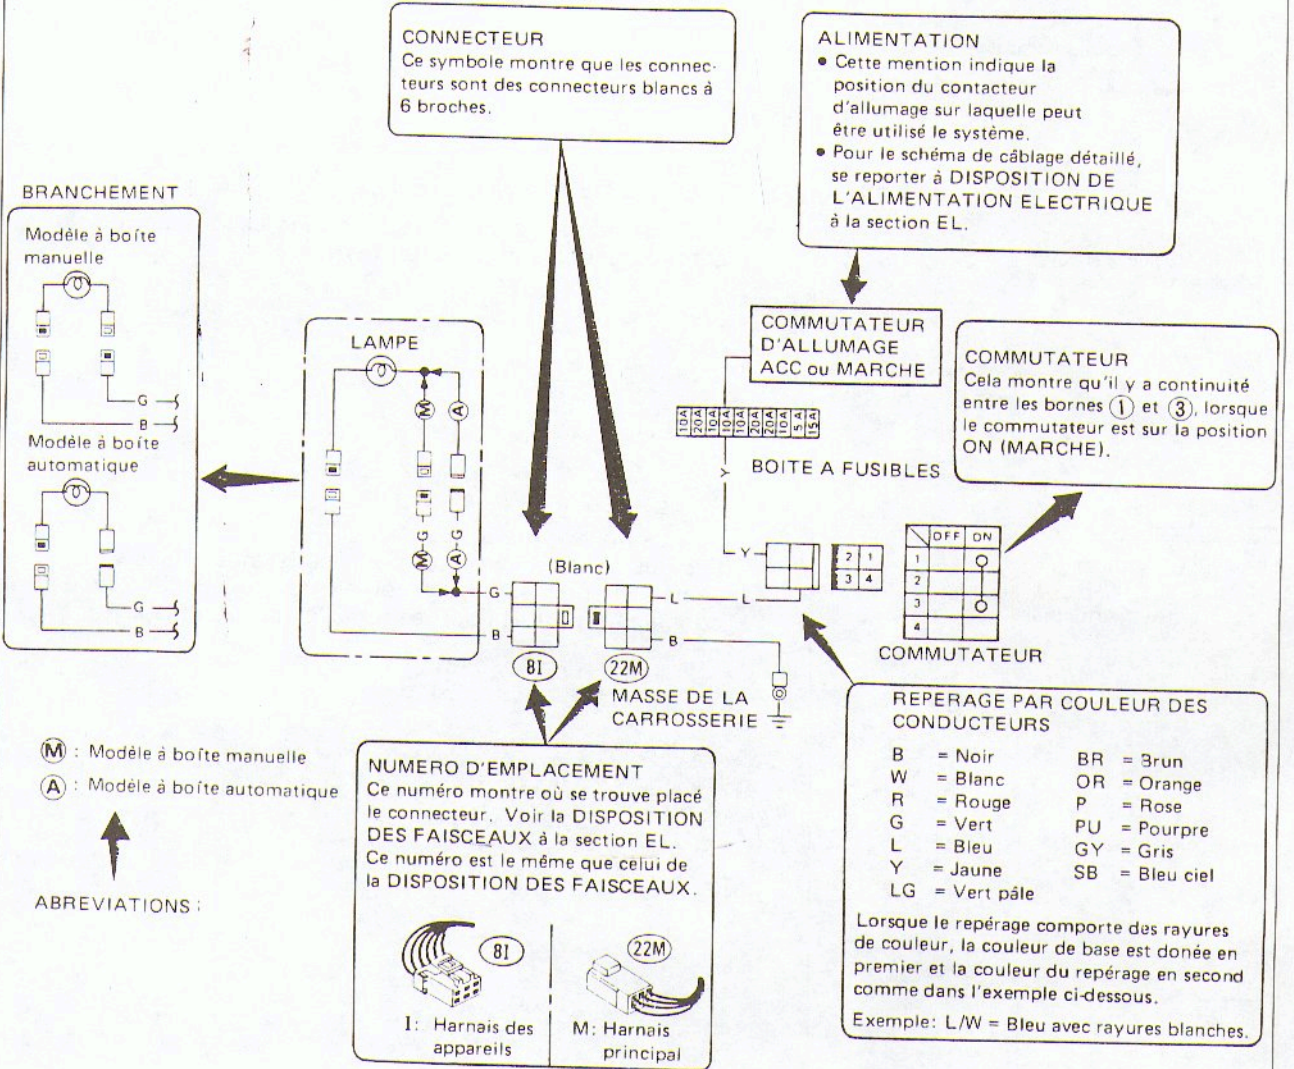 CONNECTEUR
Ce symbole montre que les connec-
teurs sont des connecteurs blancs à
6 broches.
ALIMENTATION
• Cette mention indique la
position du contacteur
d'allumage sur laquelle peut
être utilisé le système.
• Pour le schéma de câblage détaillé,
se reporter à DISPOSITION DE
L'ALIMENTATION ELECTRIQUE
à la section EL.
BRANCHEMENT
Modèle à boîte
manuelle
G
B
Modèle à boîte
automatique
G
B
LAMPE
M
A
G
G
M
A
COMMUTATEUR
D'ALLUMAGE
ACC ou MARCHE
10A
20A
10A
10A
10A
20A
20A
10A
5A
15A
BOITE A FUSIBLES
Y
COMMUTATEUR
Cela montre qu'il y a continuité
entre les bornes ① et ③, lorsque
le commutateur est sur la position
ON (MARCHE).
(Blanc)
G
B
8I
22M
L
L
B
Y
2 1
3 4
OFF ON
1
2
3
4
COMMUTATEUR
MASSE DE LA
CARROSSERIE
M : Modèle à boîte manuelle
A : Modèle à boîte automatique
ABREVIATIONS :
NUMERO D'EMPLACEMENT
Ce numéro montre où se trouve placé
le connecteur. Voir la DISPOSITION
DES FAISCEAUX à la section EL.
Ce numéro est le même que celui de
la DISPOSITION DES FAISCEAUX.
8I
22M
I: Harnais des
appareils
M: Harnais
principal
REPERAGE PAR COULEUR DES
CONDUCTEURS
B = Noir
W = Blanc
R = Rouge
G = Vert
L = Bleu
Y = Jaune
LG = Vert pâle
BR = Brun
OR = Orange
P = Rose
PU = Pourpre
GY = Gris
SB = Bleu ciel
Lorsque le repérage comporte des rayures
de couleur, la couleur de base est donée en
premier et la couleur du repérage en second
comme dans l'exemple ci-dessous.
Exemple: L/W = Bleu avec rayures blanches.